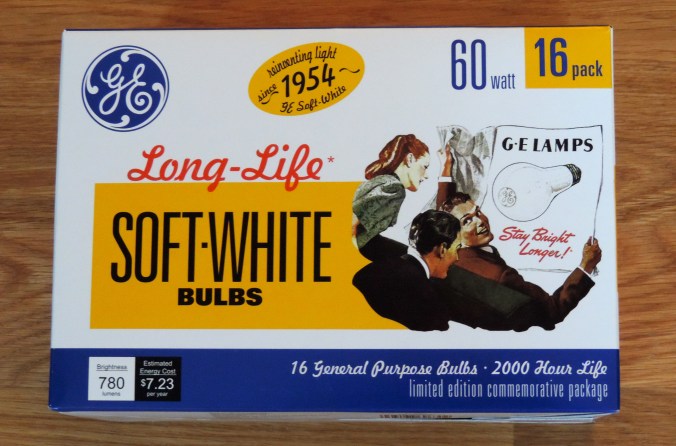 GE
reinventing light
since 1954
GE Soft-White
60 watt
16 pack
Long-Life*
SOFT-WHITE
BULBS
G-E LAMPS
Stay Bright
Longer!*
Brightness
780
lumens
Estimated
Energy Cost
$7.23
per year
16 General Purpose Bulbs · 2000 Hour Life
limited edition commemorative package